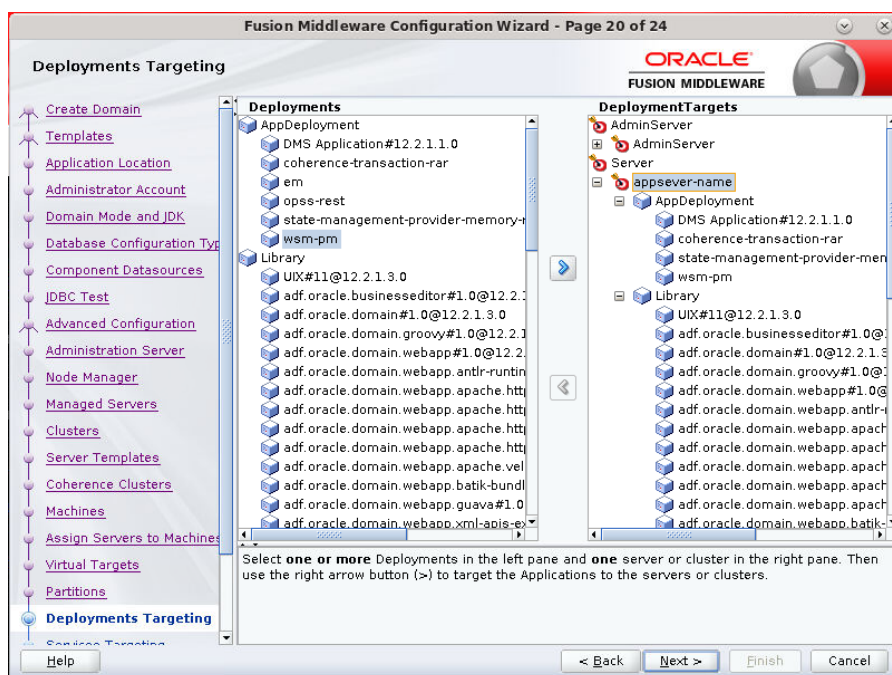 Fusion Middleware Configuration Wizard - Page 20 of 24
Deployments Targeting
ORACLE
FUSION MIDDLEWARE
Create Domain
Templates
Application Location
Administrator Account
Domain Mode and JDK
Database Configuration Typ
Component Datasources
JDBC Test
Advanced Configuration
Administration Server
Node Manager
Managed Servers
Clusters
Server Templates
Coherence Clusters
Machines
Assign Servers to Machines
Virtual Targets
Partitions
Deployments Targeting
Services Targeting
Deployments
AppDeployment
DMS Application#12.2.1.1.0
coherence-transaction-rar
em
opss-rest
state-management-provider-memory-r
wsm-pm
Library
UIX#11@12.2.1.3.0
adf.oracle.businesseditor#1.0@12.2.1
adf.oracle.domain#1.0@12.2.1.3.0
adf.oracle.domain.groovy#1.0@12.2.1
adf.oracle.domain.webapp#1.0@12.2.
adf.oracle.domain.webapp.antlr-runtin
adf.oracle.domain.webapp.apache.htt
adf.oracle.domain.webapp.apache.htt
adf.oracle.domain.webapp.apache.htt
adf.oracle.domain.webapp.apache.htt
adf.oracle.domain.webapp.apache.vel
adf.oracle.domain.webapp.batik-bundl
adf.oracle.domain.webapp.guava#1.0
adf.oracle.domain.webapp.xml-apis-ex
DeploymentTargets
AdminServer
AdminServer
Server
appsever-name
AppDeployment
DMS Application#12.2.1.1.0
coherence-transaction-rar
state-management-provider-men
wsm-pm
Library
UIX#11@12.2.1.3.0
adf.oracle.businesseditor#1.0@1
adf.oracle.domain#1.0@12.2.1.3
adf.oracle.domain.groovy#1.0@
adf.oracle.domain.webapp#1.0@
adf.oracle.domain.webapp.antlr-r
adf.oracle.domain.webapp.apach
adf.oracle.domain.webapp.apach
adf.oracle.domain.webapp.apach
adf.oracle.domain.webapp.apach
adf.oracle.domain.webapp.apach
adf.oracle.domain.webapp.batik-
Select one or more Deployments in the left pane and one server or cluster in the right pane. Then
use the right arrow button (>) to target the Applications to the servers or clusters.
Help
< Back
Next >
Finish
Cancel